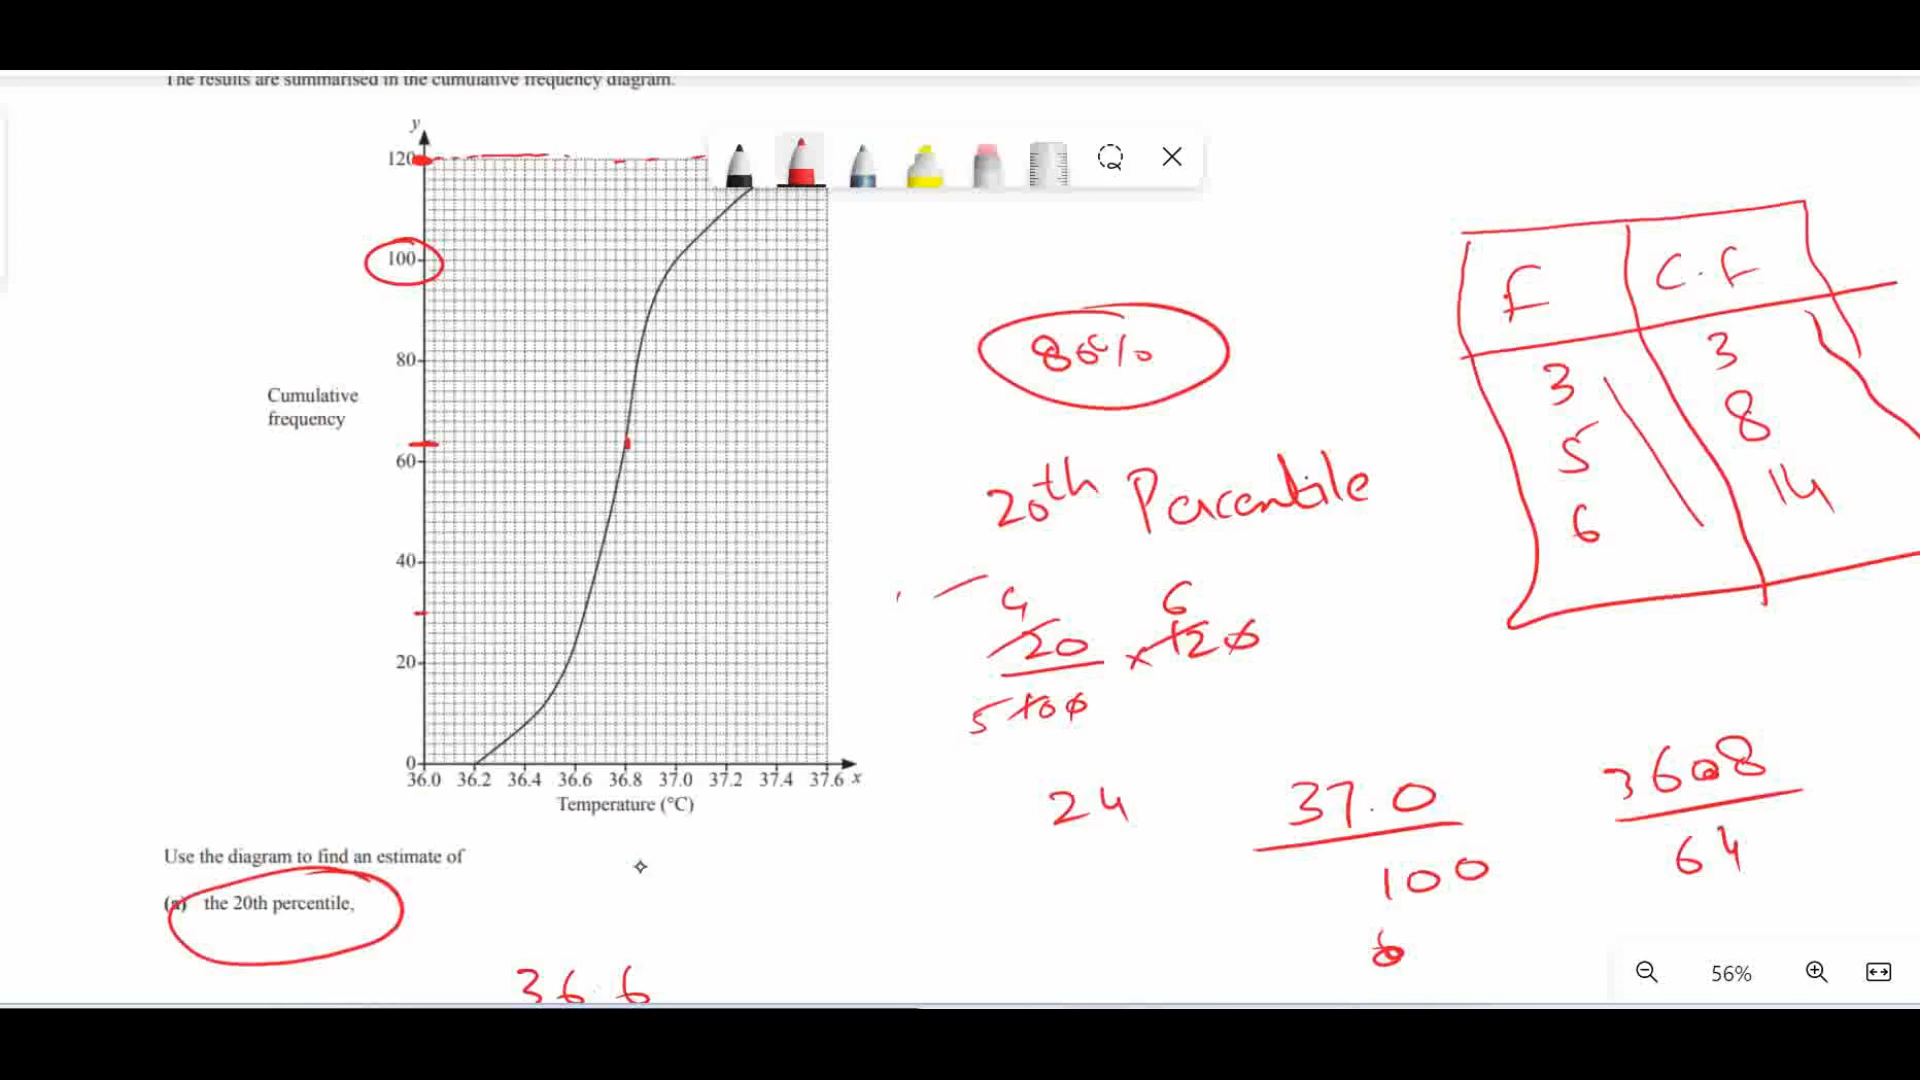 The results are summarised in the cumulative frequency diagram.
y
120
100
80
60
40
20
0
Cumulative
frequency
36.0 36.2 36.4 36.6 36.8 37.0 37.2 37.4 37.6 x
Temperature (°C)
Use the diagram to find an estimate of
(a) the 20th percentile,
36.6
80%
20th Percentile
4 6
20 × 120
5 100
24
37.0
100
6
36.8
64
F C.F
3 3
5 8
6 14
56%